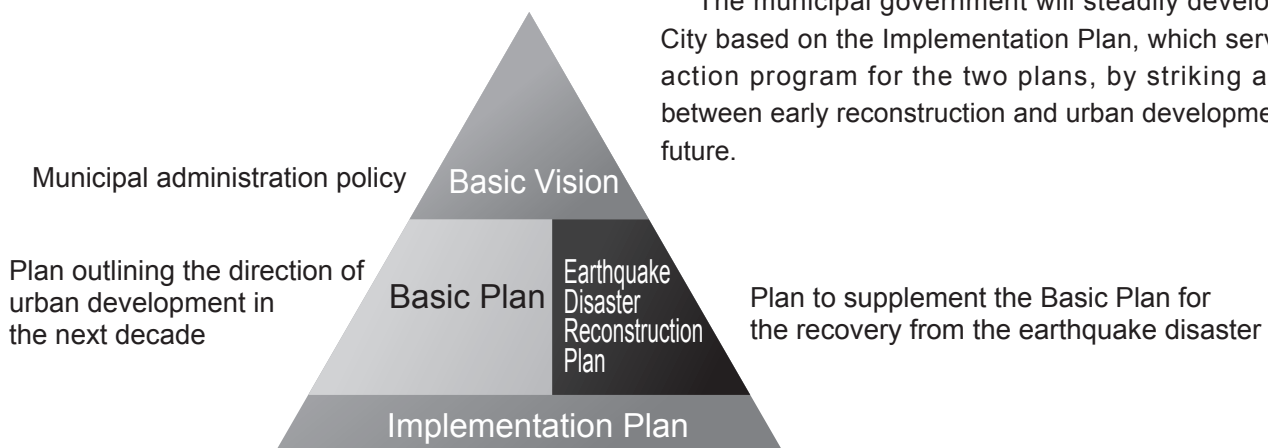 The municipal government will steadily develo
City based on the Implementation Plan, which serv
action program for the two plans, by striking a
between early reconstruction and urban developme
future.
Municipal administration policy
Basic Vision
Plan outlining the direction of
urban development in
the next decade
Basic Plan
Earthquake
Disaster
Reconstruction
Plan
Plan to supplement the Basic Plan for
the recovery from the earthquake disaster
Implementation Plan